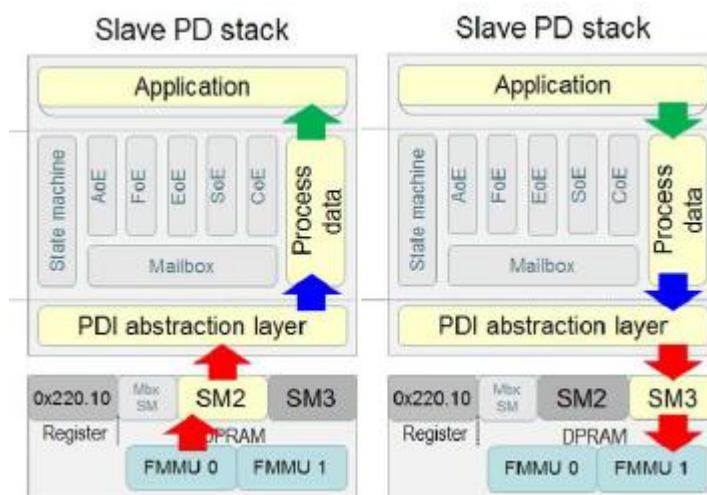 Slave PD stack
Application
State machine
AoE
FoE
EoE
SoE
CoE
Process data
Mailbox
PDI abstraction layer
0x220.10
Mbx
SM
SM2
SM3
Register
DPRAM
FMMU 0
FMMU 1
Slave PD stack
Application
State machine
AoE
FoE
EoE
SoE
CoE
Process data
Mailbox
PDI abstraction layer
0x220.10
Mbx
SM
SM2
SM3
Register
DPRAM
FMMU 0
FMMU 1